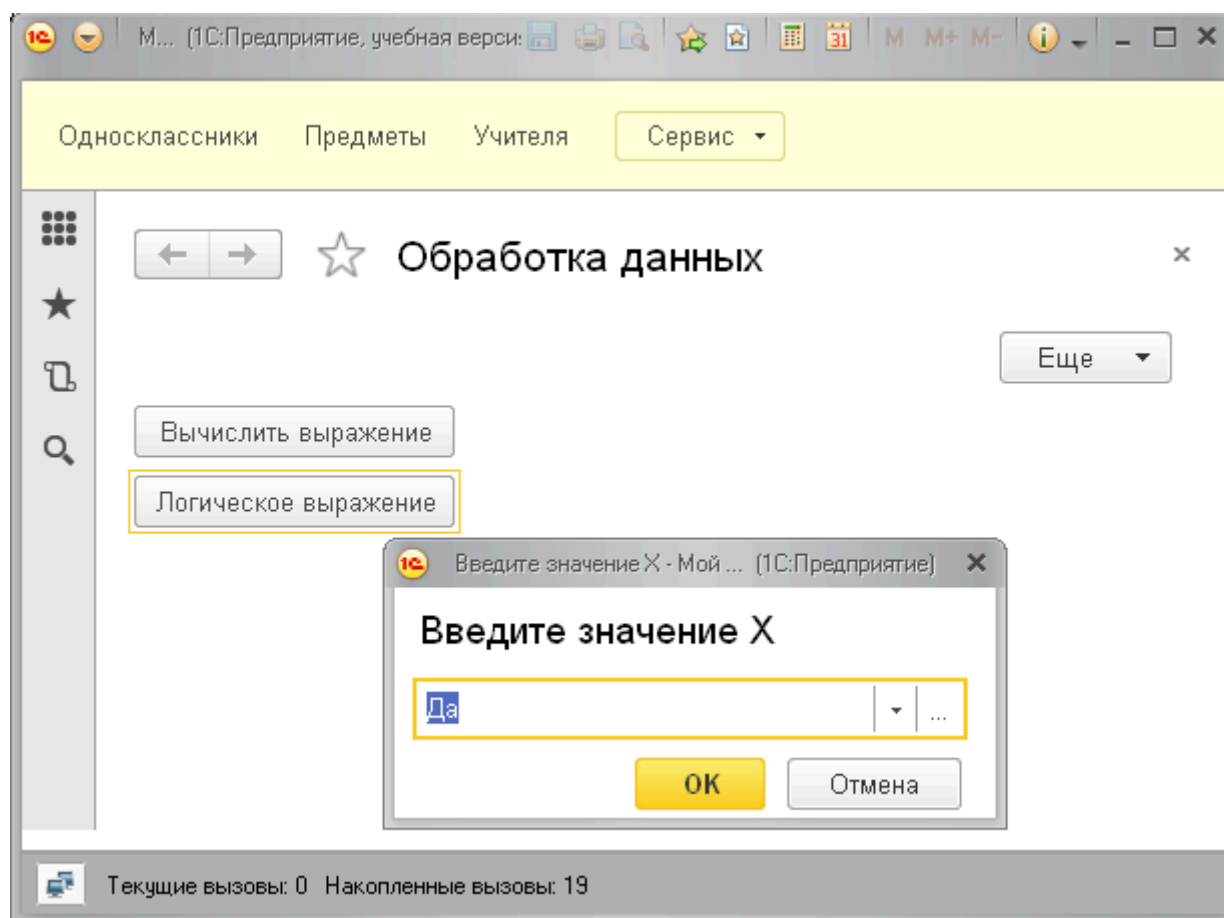 М... (1С:Предприятие, учебная верси: M M+ M-
Односклассники Предметы Учителя Сервис
Обработка данных
Еще
Вычислить выражение
Логическое выражение
Введите значение X - Мой ... (1С:Предприятие)
Введите значение X
Да ...
ОК Отмена
Текущие вызовы: 0 Накопленные вызовы: 19